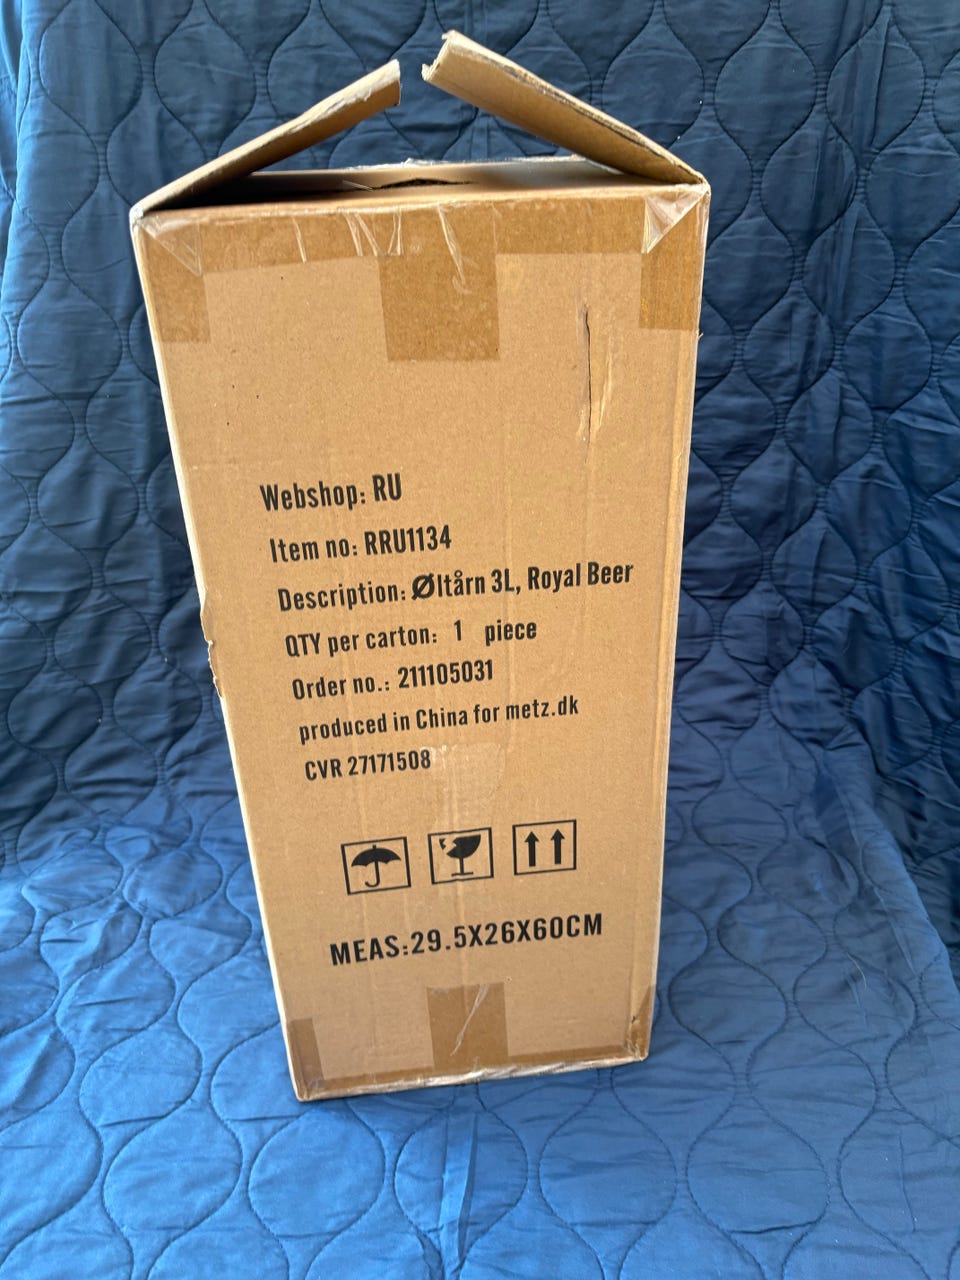 Webshop: RU
Item no: RRU1134
Description: Øltårn 3L, Royal Beer
QTY per carton: 1 piece
Order no.: 211105031
produced in China for metz.dk
CVR 27171508
MEAS:29.5X26X60CM